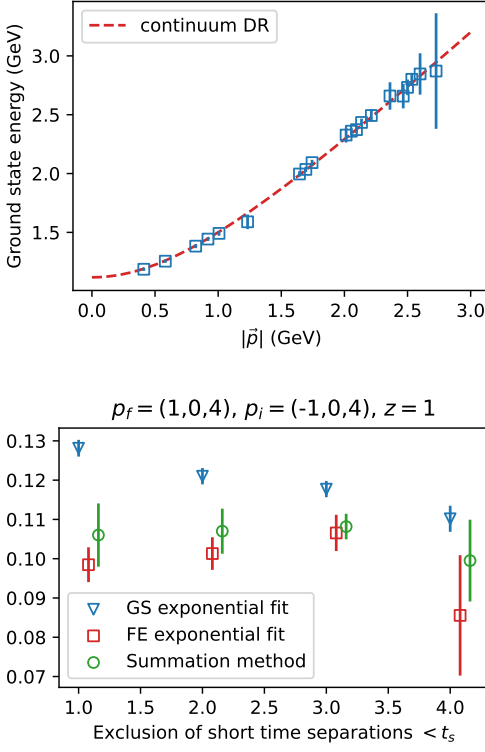 continuum DR
Ground state energy (GeV)
3.0
2.5
2.0
1.5
0.0 0.5 1.0 1.5 2.0 2.5 3.0
|p⃗| (GeV)
p_f = (1,0,4), p_i = (-1,0,4), z = 1
0.13
0.12
0.11
0.10
0.09
0.08
0.07
GS exponential fit
FE exponential fit
Summation method
1.0 1.5 2.0 2.5 3.0 3.5 4.0
Exclusion of short time separations < t_s